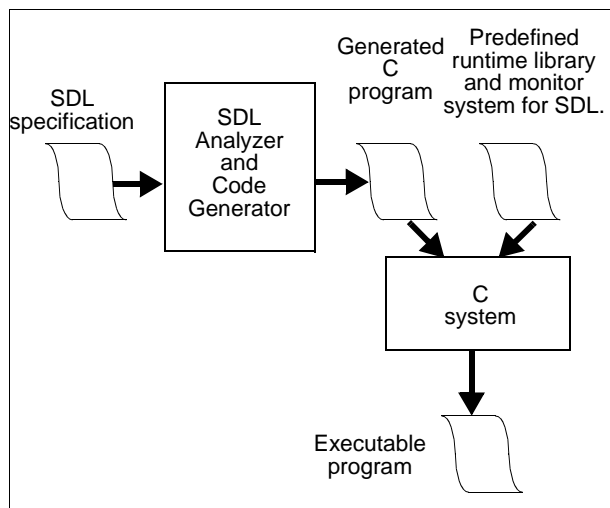 SDL
specification
SDL
Analyzer
and
Code
Generator
Generated
C
program
Predefined
runtime library
and monitor
system for SDL.
C
system
Executable
program